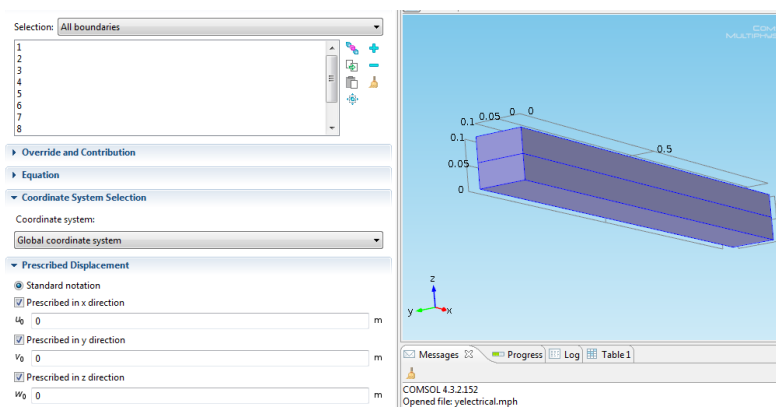 Selection: All boundaries
1
2
3
4
5
6
7
8
Override and Contribution
Equation
Coordinate System Selection
Coordinate system:
Global coordinate system
Prescribed Displacement
Standard notation
Prescribed in x direction
u0 0 m
Prescribed in y direction
v0 0 m
Prescribed in z direction
w0 0 m
COM
MULTIPHY
0.1 0.05 0 0
0.1
0.05
0
0.5
z
y x
Messages Progress Log Table 1
COMSOL 4.3.2.152
Opened file: yelectrical.mph